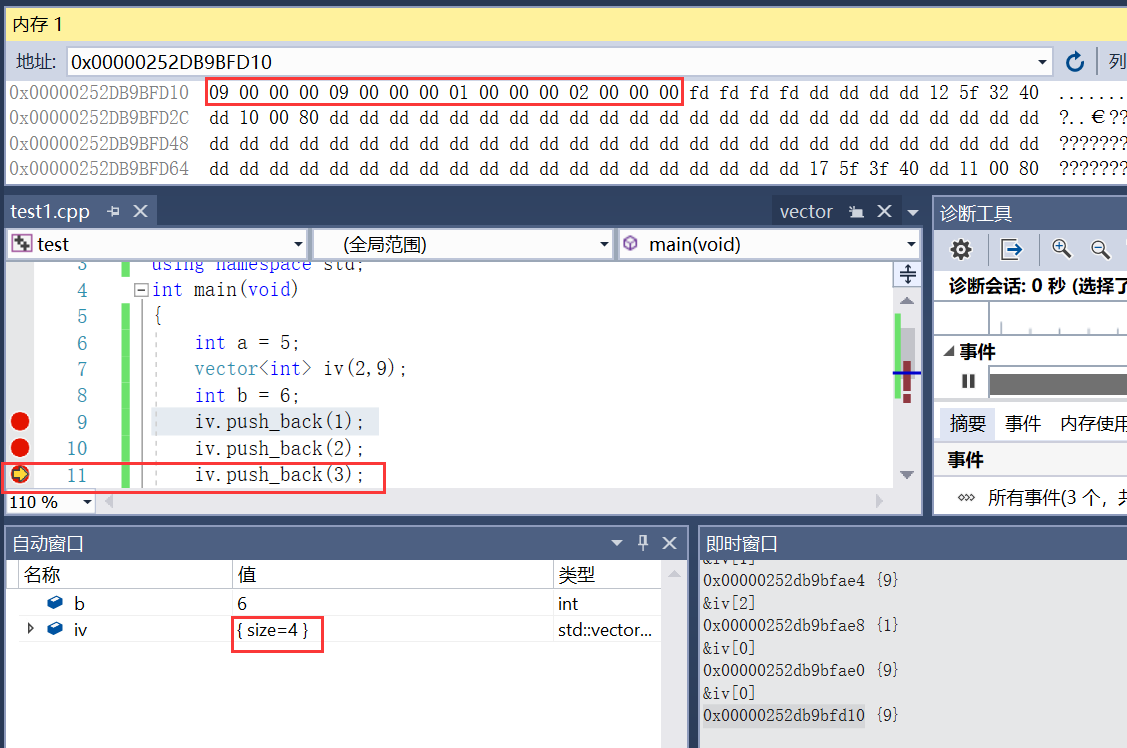 内存 1
地址: 0x00000252DB9BFD10 列
0x00000252DB9BFD10 09 00 00 00 09 00 00 00 01 00 00 00 02 00 00 00 fd fd fd fd dd dd dd dd 12 5f 32 40 .......
0x00000252DB9BFD2C dd 10 00 80 dd dd dd dd dd dd dd dd dd dd dd dd dd dd dd dd dd dd dd dd dd dd dd dd ?..€??
0x00000252DB9BFD48 dd dd dd dd dd dd dd dd dd dd dd dd dd dd dd dd dd dd dd dd dd dd dd dd dd dd dd dd ???????
0x00000252DB9BFD64 dd dd dd dd dd dd dd dd dd dd dd dd dd dd dd dd dd dd dd dd 17 5f 3f 40 dd 11 00 80 ???????
test1.cpp vector
test (全局范围) main(void)
3 using namespace std;
4 int main(void)
5 {
6 int a = 5;
7 vector<int> iv(2,9);
8 int b = 6;
9 iv.push_back(1);
10 iv.push_back(2);
11 iv.push_back(3);
110 %
诊断工具
诊断会话: 0 秒 (选择了
事件
摘要 事件 内存使用
事件
所有事件(3 个，共
自动窗口
名称 值 类型
b 6 int
iv { size=4 } std::vector...
即时窗口
&iv[1]
0x00000252db9bfae4 {9}
&iv[2]
0x00000252db9bfae8 {1}
&iv[0]
0x00000252db9bfae0 {9}
&iv[0]
0x00000252db9bfd10 {9}